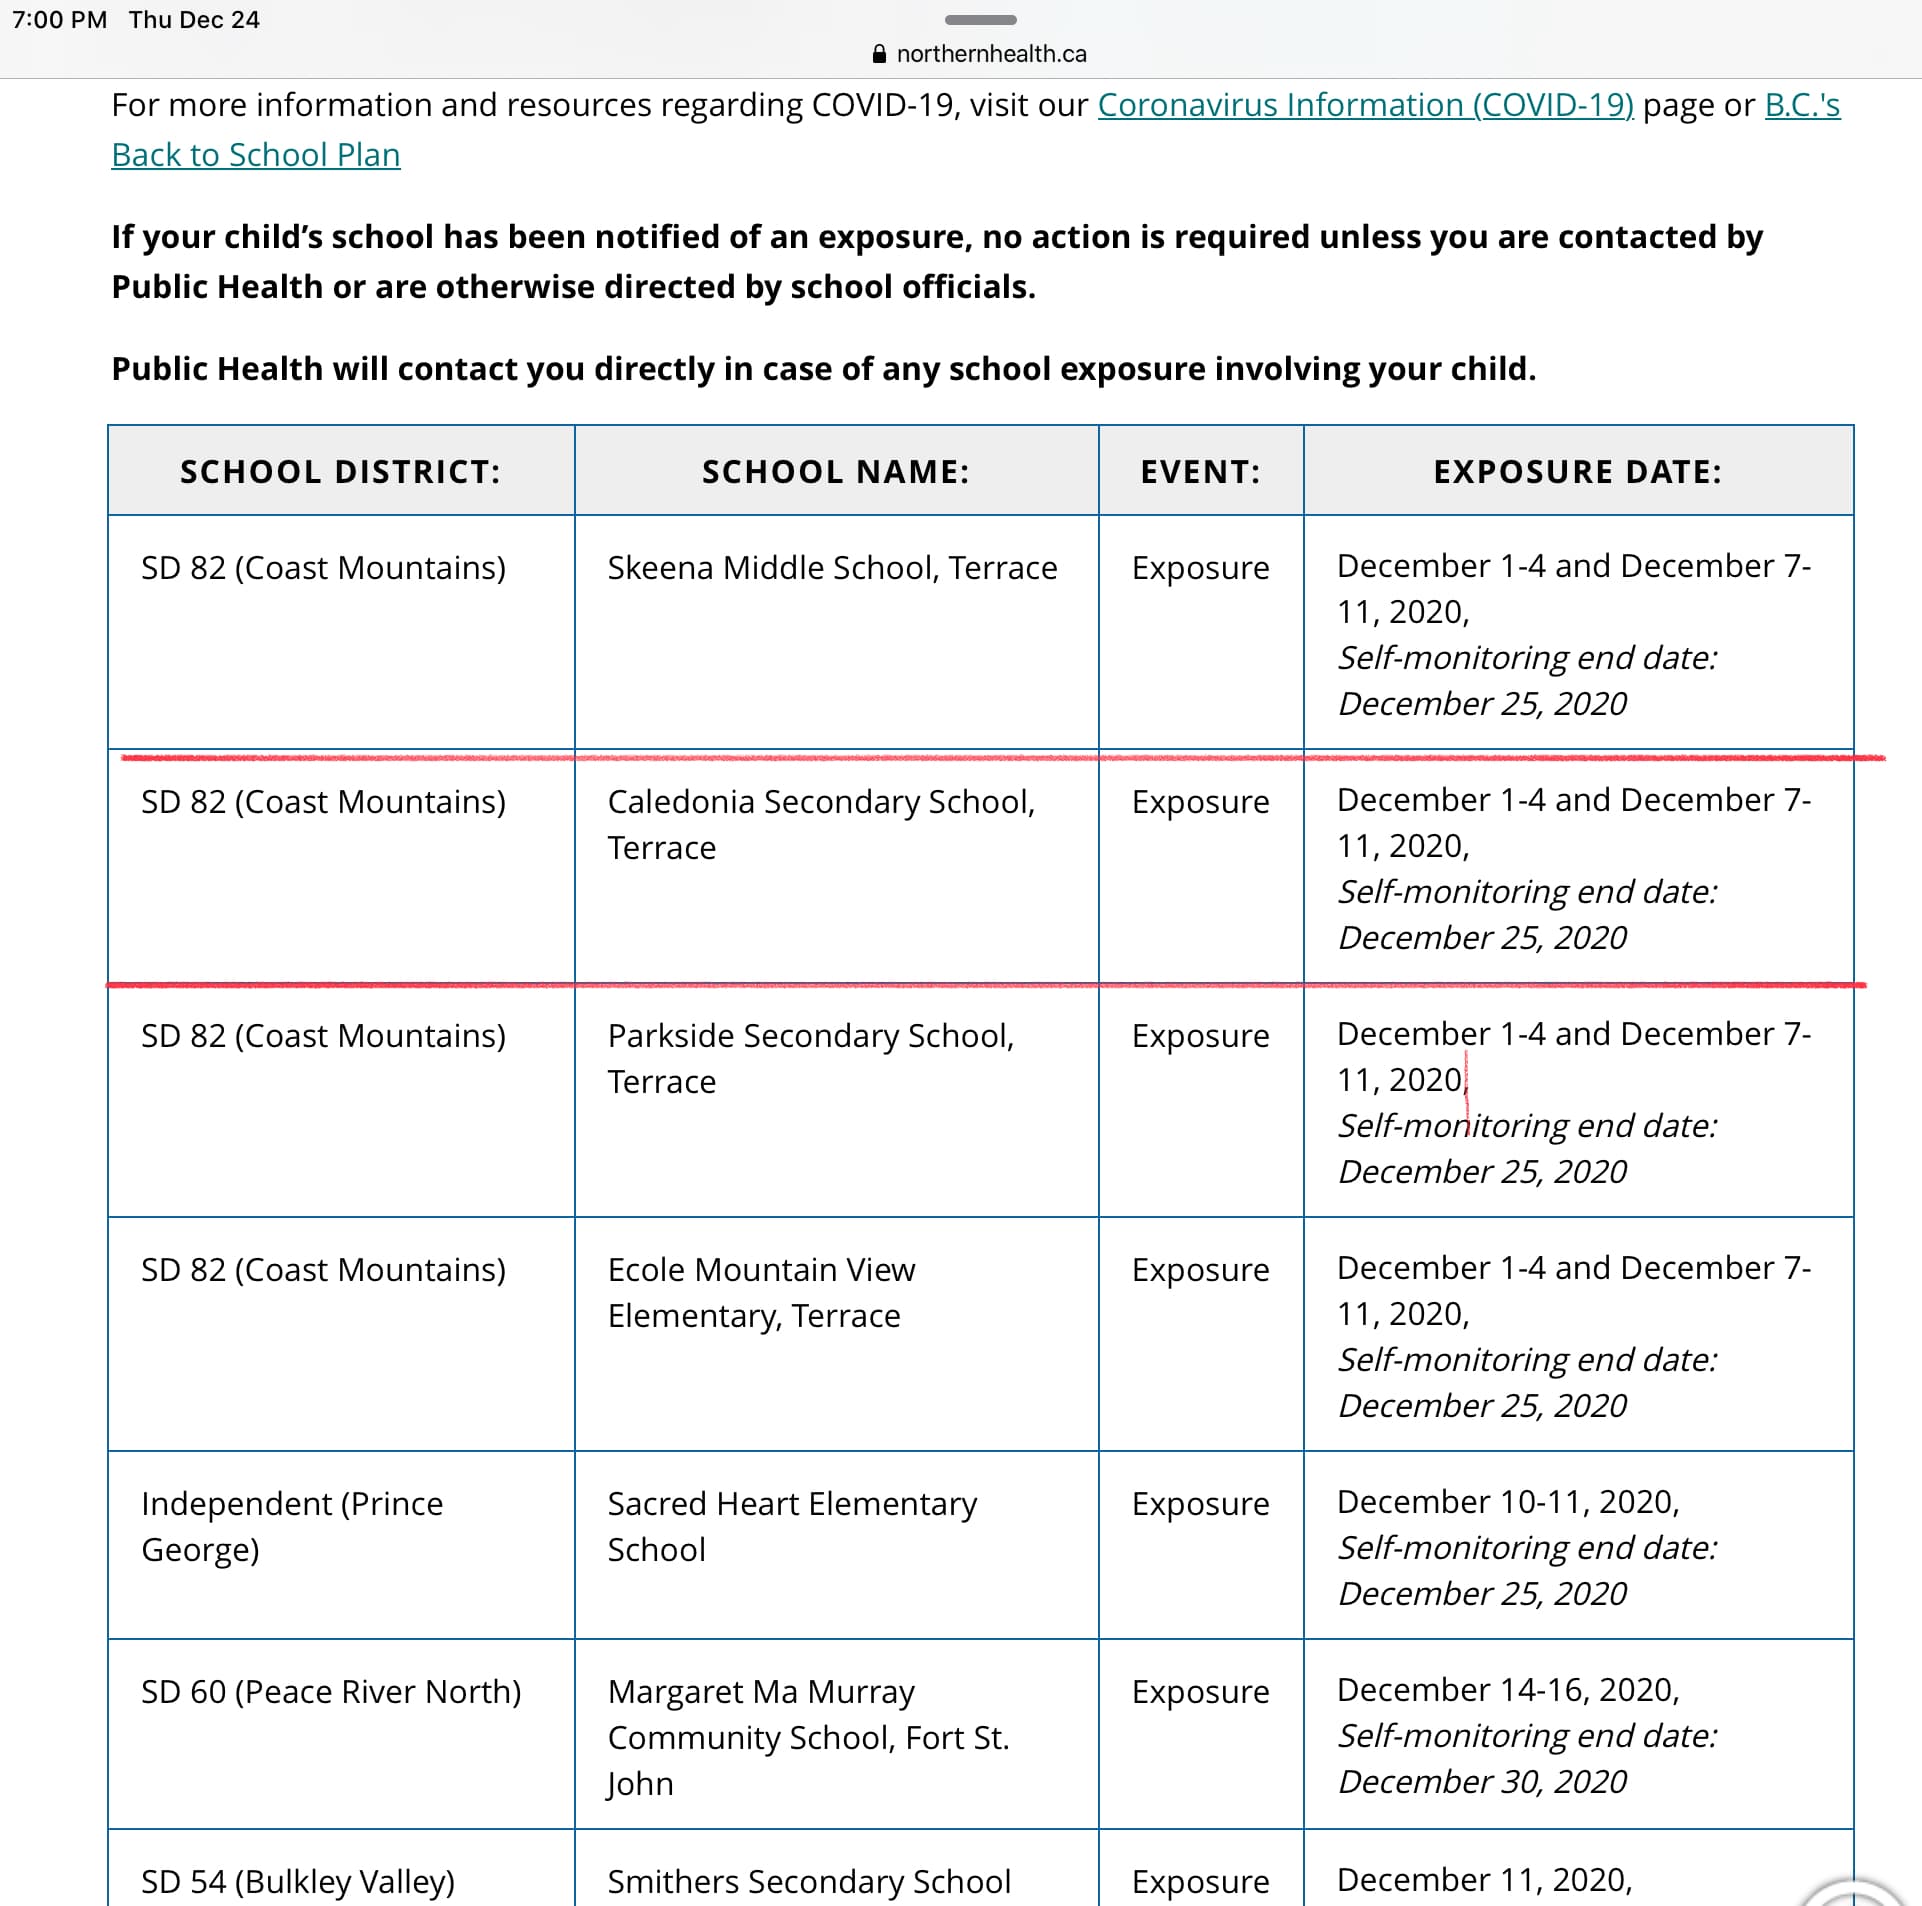 7:00 PM Thu Dec 24
northernhealth.ca
For more information and resources regarding COVID-19, visit our Coronavirus Information (COVID-19) page or B.C.'s
Back to School Plan
If your child’s school has been notified of an exposure, no action is required unless you are contacted by
Public Health or are otherwise directed by school officials.
Public Health will contact you directly in case of any school exposure involving your child.
SCHOOL DISTRICT: SCHOOL NAME: EVENT: EXPOSURE DATE:
SD 82 (Coast Mountains) Skeena Middle School, Terrace Exposure December 1-4 and December 7-
11, 2020,
Self-monitoring end date:
December 25, 2020
SD 82 (Coast Mountains) Caledonia Secondary School, Exposure December 1-4 and December 7-
Terrace 11, 2020,
Self-monitoring end date:
December 25, 2020
SD 82 (Coast Mountains) Parkside Secondary School, Exposure December 1-4 and December 7-
Terrace 11, 2020,
Self-monitoring end date:
December 25, 2020
SD 82 (Coast Mountains) Ecole Mountain View Exposure December 1-4 and December 7-
Elementary, Terrace 11, 2020,
Self-monitoring end date:
December 25, 2020
Independent (Prince Sacred Heart Elementary Exposure December 10-11, 2020,
George) School Self-monitoring end date:
December 25, 2020
SD 60 (Peace River North) Margaret Ma Murray Exposure December 14-16, 2020,
Community School, Fort St. Self-monitoring end date:
John December 30, 2020
SD 54 (Bulkley Valley) Smithers Secondary School Exposure December 11, 2020,